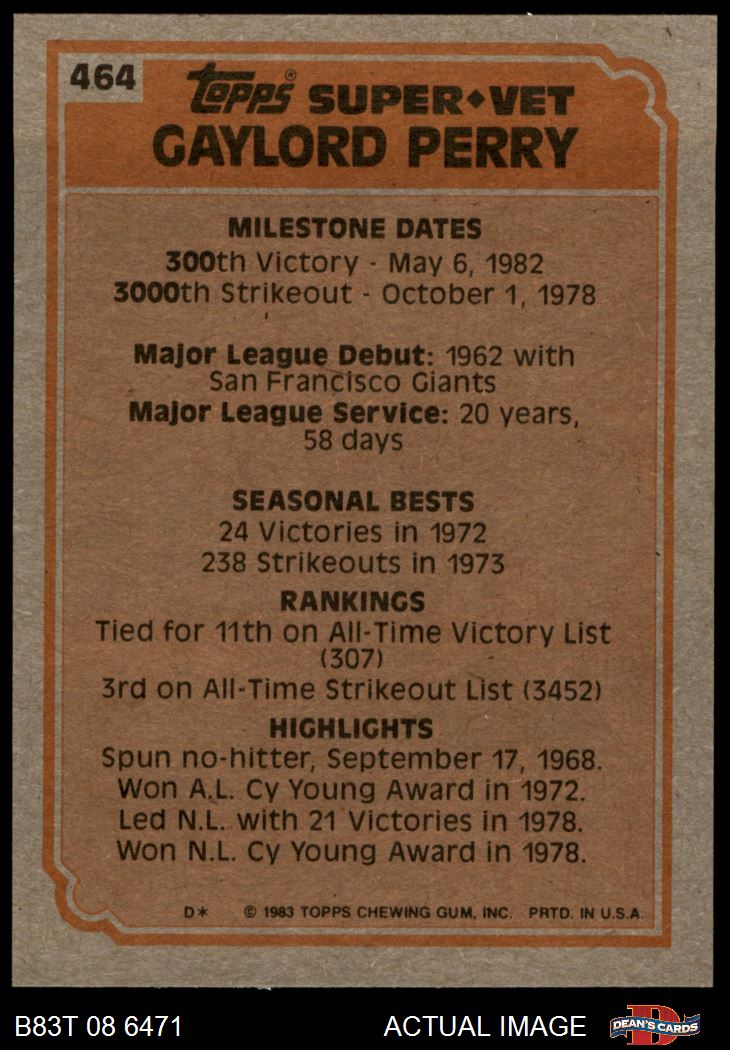 464
TOPPS® SUPER◆VET
GAYLORD PERRY
MILESTONE DATES
300th Victory - May 6, 1982
3000th Strikeout - October 1, 1978
Major League Debut: 1962 with
San Francisco Giants
Major League Service: 20 years,
58 days
SEASONAL BESTS
24 Victories in 1972
238 Strikeouts in 1973
RANKINGS
Tied for 11th on All-Time Victory List
(307)
3rd on All-Time Strikeout List (3452)
HIGHLIGHTS
Spun no-hitter, September 17, 1968.
Won A.L. Cy Young Award in 1972.
Led N.L. with 21 Victories in 1978.
Won N.L. Cy Young Award in 1978.
D* © 1983 TOPPS CHEWING GUM, INC. PRTD. IN U.S.A.
B83T 08 6471 ACTUAL IMAGE D DEAN'S CARDS